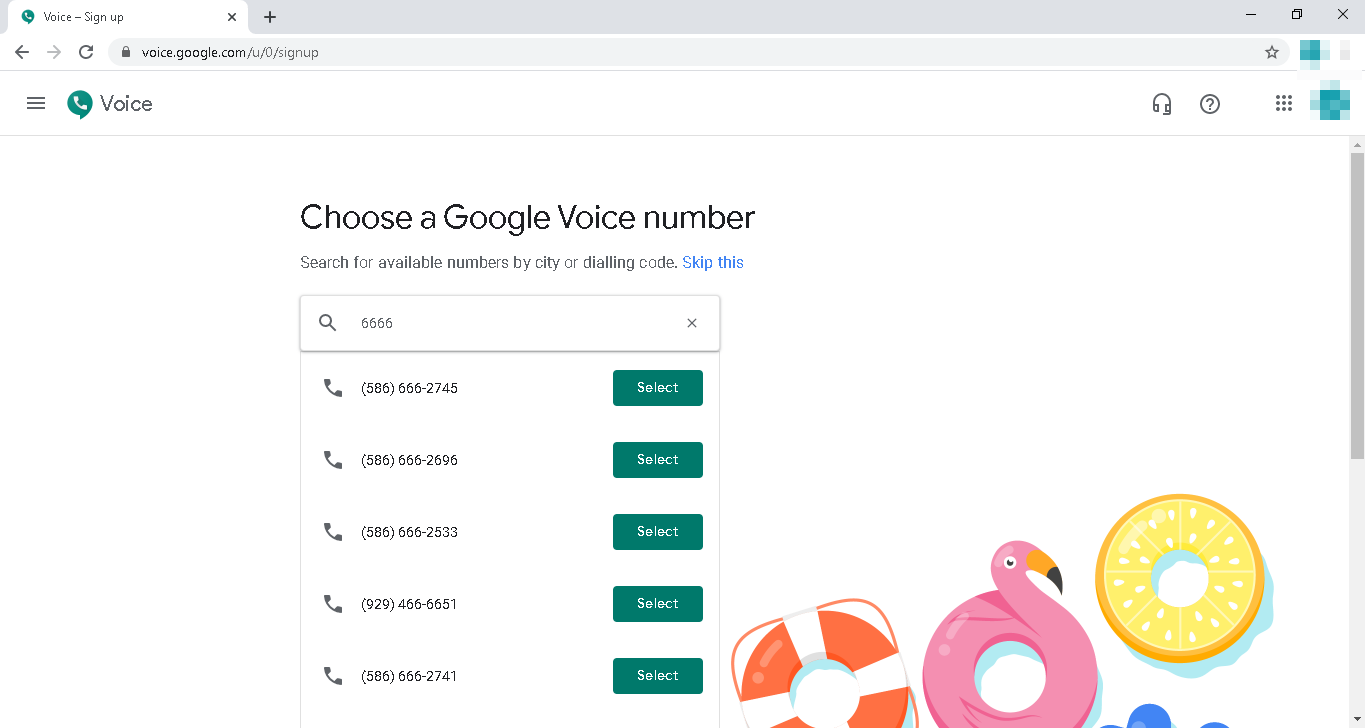 Voice – Sign up
voice.google.com/u/0/signup
Voice
Choose a Google Voice number
Search for available numbers by city or dialling code. Skip this
6666
(586) 666-2745 Select
(586) 666-2696 Select
(586) 666-2533 Select
(929) 466-6651 Select
(586) 666-2741 Select